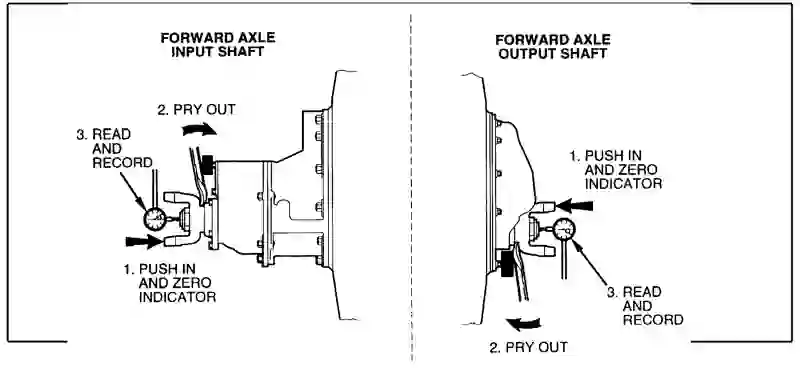 FORWARD AXLE
INPUT SHAFT
2. PRY OUT
3. READ
AND
RECORD
1. PUSH IN
AND ZERO
INDICATOR
FORWARD AXLE
OUTPUT SHAFT
1. PUSH IN
AND ZERO
INDICATOR
3. READ
AND
RECORD
2. PRY OUT